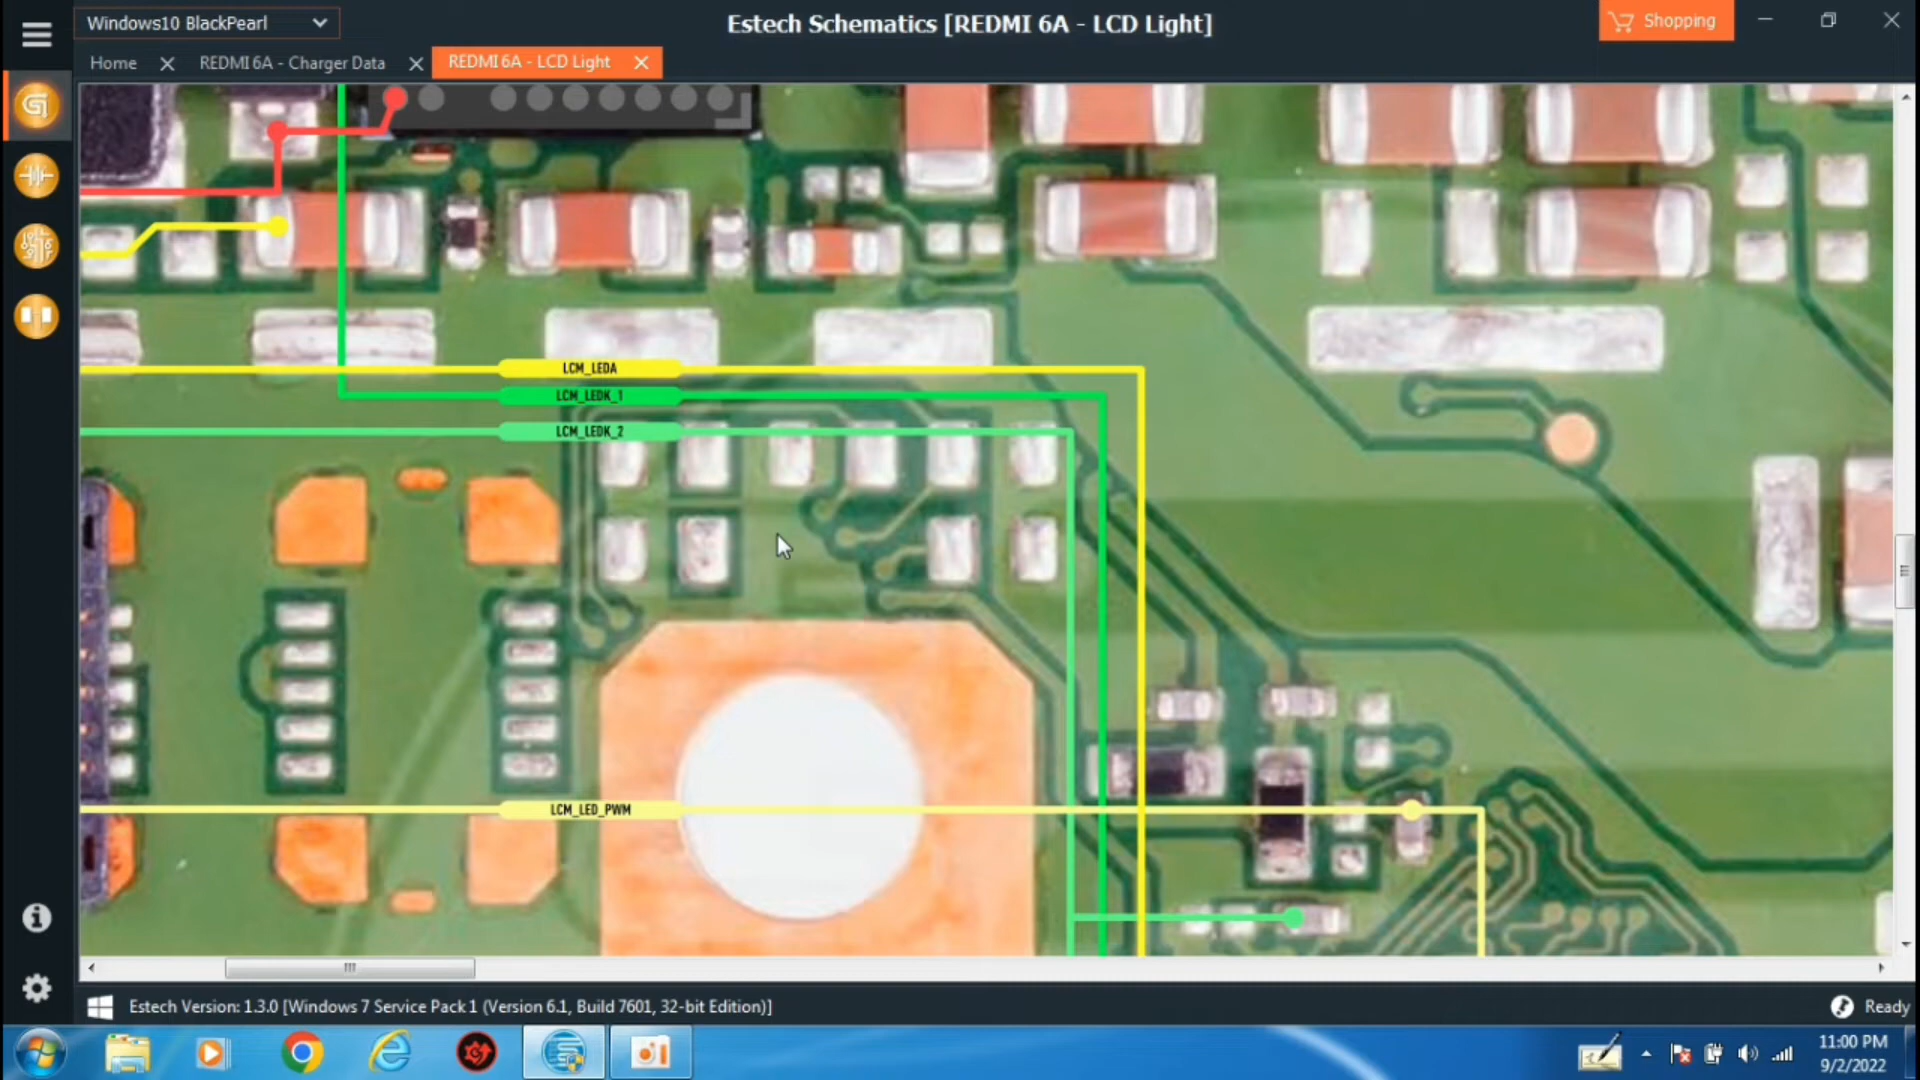 Windows10 BlackPearl
Estech Schematics [REDMI 6A - LCD Light]
Shopping
Home
REDMI 6A - Charger Data
REDMI 6A - LCD Light
LCM_LEDA
LCM_LEDK_1
LCM_LEDK_2
LCM_LED_PWM
Estech Version: 1.3.0 [Windows 7 Service Pack 1 (Version 6.1, Build 7601, 32-bit Edition)]
Ready
11:00 PM
9/2/2022